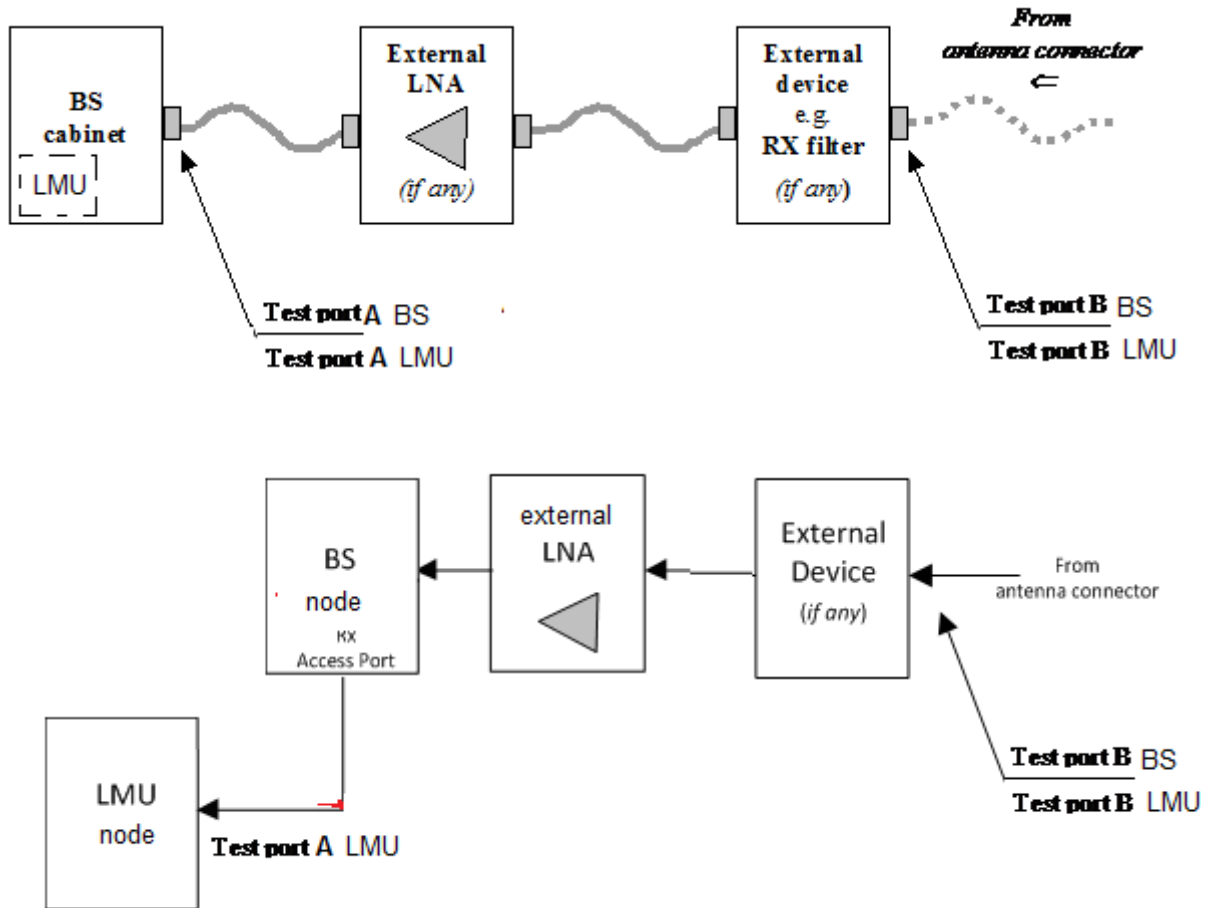 From
antenna connector
⇐
External
LNA
(if any)
External
device
e.g.
RX filter
(if any)
BS
cabinet
LMU
Test port A BS
Test port A LMU
Test port B BS
Test port B LMU
BS
node
RX
Access Port
external
LNA
External
Device
(if any)
From
antenna connector
LMU
node
Test port A LMU
Test port B BS
Test port B LMU